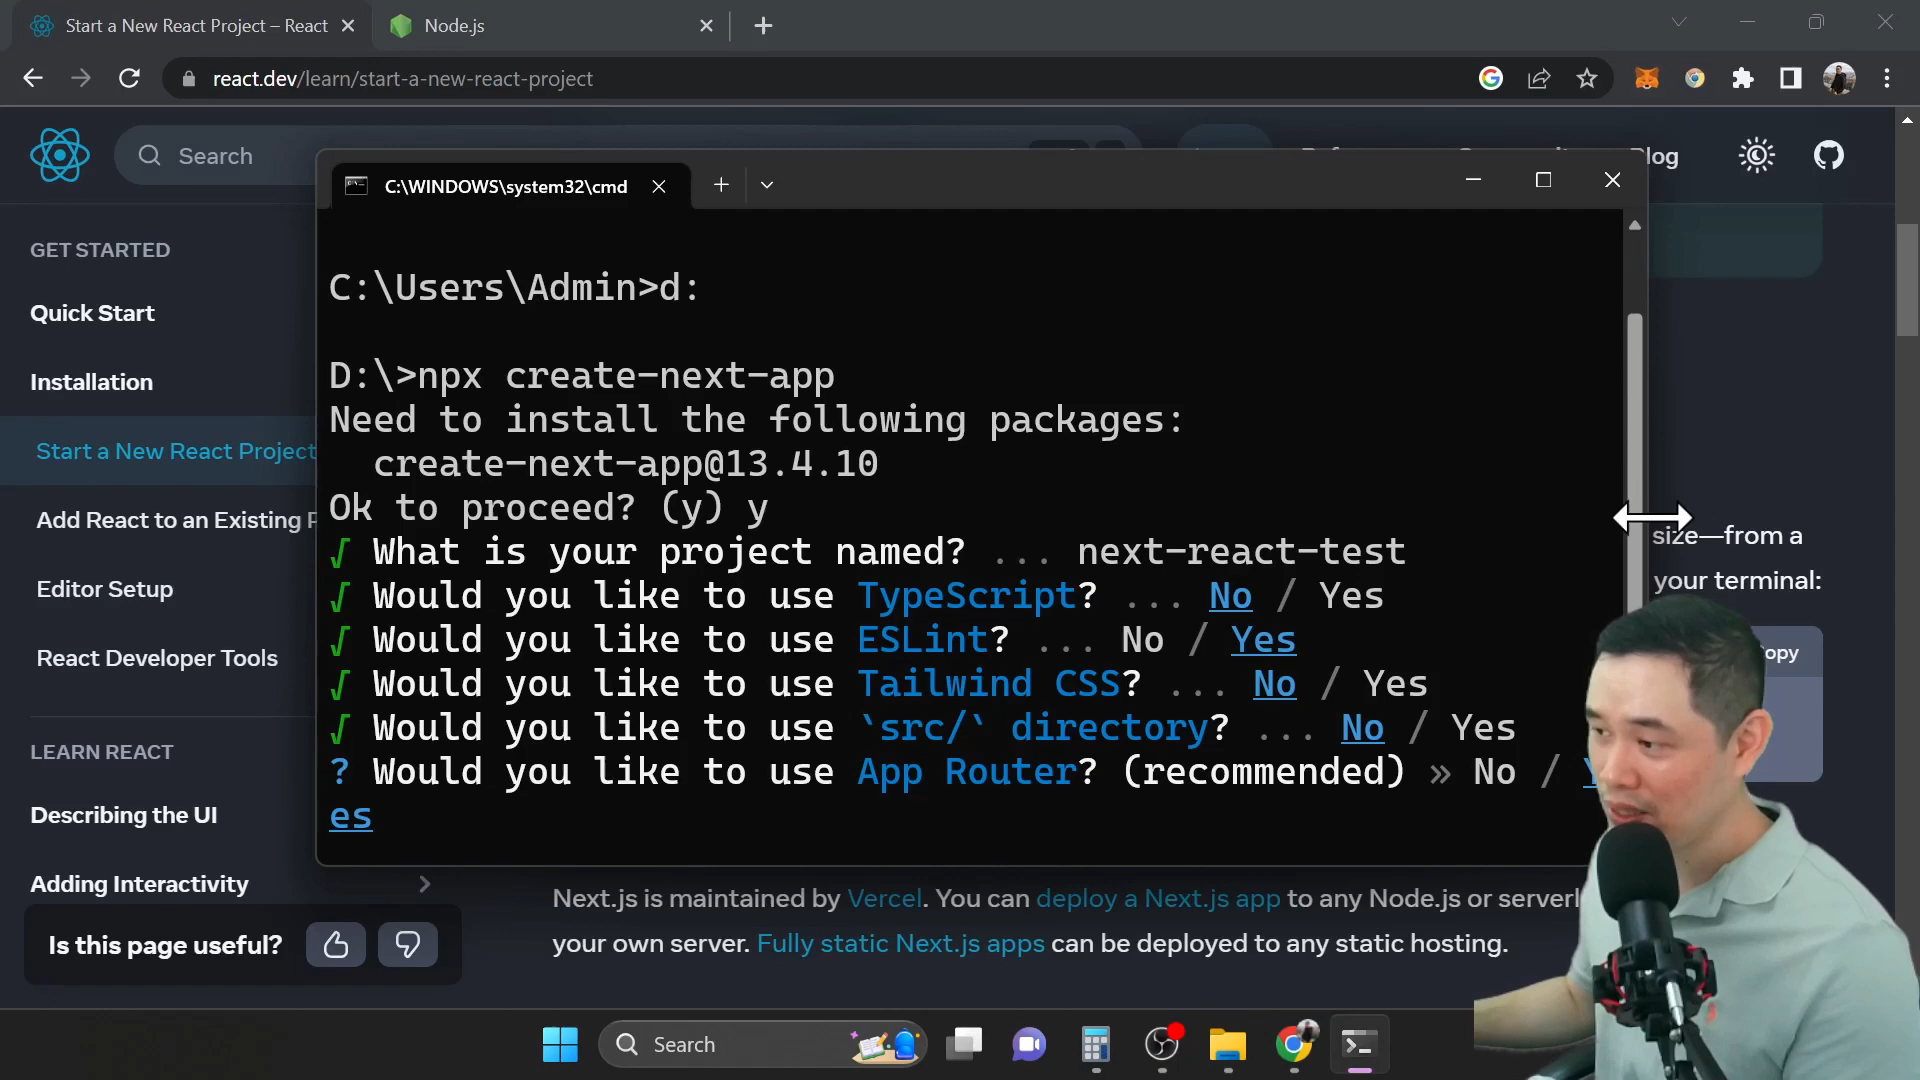 Start a New React Project – React
Node.js
react.dev/learn/start-a-new-react-project
Search
Blog
C:\WINDOWS\system32\cmd
GET STARTED
Quick Start
Installation
Start a New React Project
Add React to an Existing P
Editor Setup
React Developer Tools
LEARN REACT
Describing the UI
Adding Interactivity
Is this page useful?
C:\Users\Admin>d:
D:\>npx create-next-app
Need to install the following packages:
create-next-app@13.4.10
Ok to proceed? (y) y
√ What is your project named? ... next-react-test
√ Would you like to use TypeScript? ... No / Yes
√ Would you like to use ESLint? ... No / Yes
√ Would you like to use Tailwind CSS? ... No / Yes
√ Would you like to use `src/` directory? ... No / Yes
? Would you like to use App Router? (recommended) » No / Y
es
size—from a
your terminal:
opy
Next.js is maintained by Vercel. You can deploy a Next.js app to any Node.js or serverl
your own server. Fully static Next.js apps can be deployed to any static hosting.
Search